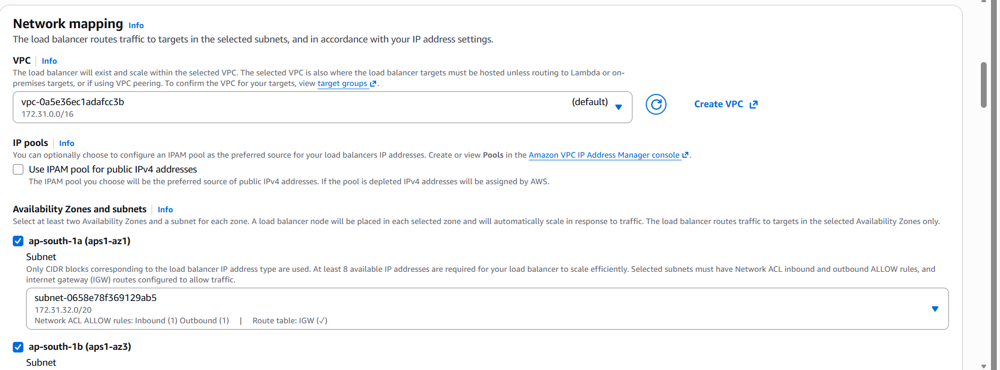 Network mapping Info
The load balancer routes traffic to targets in the selected subnets, and in accordance with your IP address settings.
VPC Info
The load balancer will exist and scale within the selected VPC. The selected VPC is also where the load balancer targets must be hosted unless routing to Lambda or on-
premises targets, or if using VPC peering. To confirm the VPC for your targets, view target groups.
vpc-0a5e36ec1adafcc3b (default)
172.31.0.0/16
Create VPC
IP pools Info
You can optionally choose to configure an IPAM pool as the preferred source for your load balancers IP addresses. Create or view Pools in the Amazon VPC IP Address Manager console.
Use IPAM pool for public IPv4 addresses
The IPAM pool you choose will be the preferred source of public IPv4 addresses. If the pool is depleted IPv4 addresses will be assigned by AWS.
Availability Zones and subnets Info
Select at least two Availability Zones and a subnet for each zone. A load balancer node will be placed in each selected zone and will automatically scale in response to traffic. The load balancer routes traffic to targets in the selected Availability Zones only.
ap-south-1a (aps1-az1)
Subnet
Only CIDR blocks corresponding to the load balancer IP address type are used. At least 8 available IP addresses are required for your load balancer to scale efficiently. Selected subnets must have Network ACL inbound and outbound ALLOW rules, and
internet gateway (IGW) routes configured to allow traffic.
subnet-0658e78f369129ab5
172.31.32.0/20
Network ACL ALLOW rules: Inbound (1) Outbound (1) | Route table: IGW (✓)
ap-south-1b (aps1-az3)
Subnet